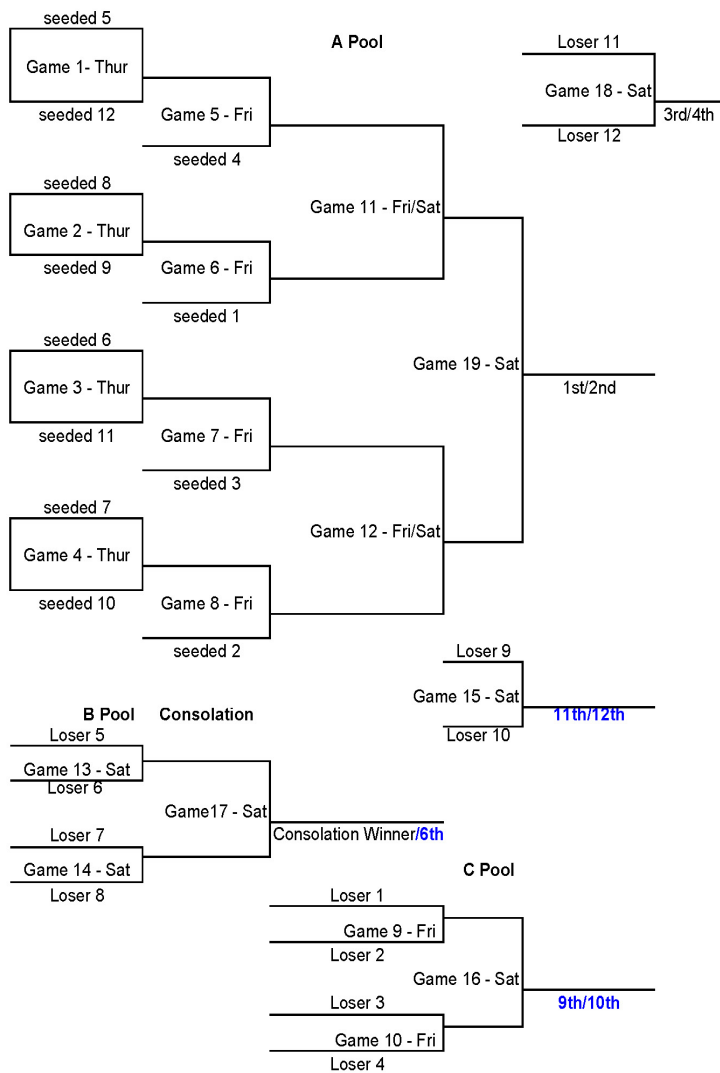 seeded 5
A Pool
Loser 11
Game 1- Thur
Game 18 - Sat
seeded 12
Game 5 - Fri
3rd/4th
Loser 12
seeded 4
seeded 8
Game 11 - Fri/Sat
Game 2 - Thur
seeded 9
Game 6 - Fri
seeded 1
seeded 6
Game 19 - Sat
Game 3 - Thur
1st/2nd
seeded 11
Game 7 - Fri
seeded 3
seeded 7
Game 12 - Fri/Sat
Game 4 - Thur
seeded 10
Game 8 - Fri
seeded 2
Loser 9
Game 15 - Sat
11th/12th
Loser 10
B Pool Consolation
Loser 5
Game 13 - Sat
Loser 6
Game17 - Sat
Consolation Winner/6th
Loser 7
Game 14 - Sat
Loser 8
C Pool
Loser 1
Game 9 - Fri
Loser 2
Game 16 - Sat
9th/10th
Loser 3
Game 10 - Fri
Loser 4